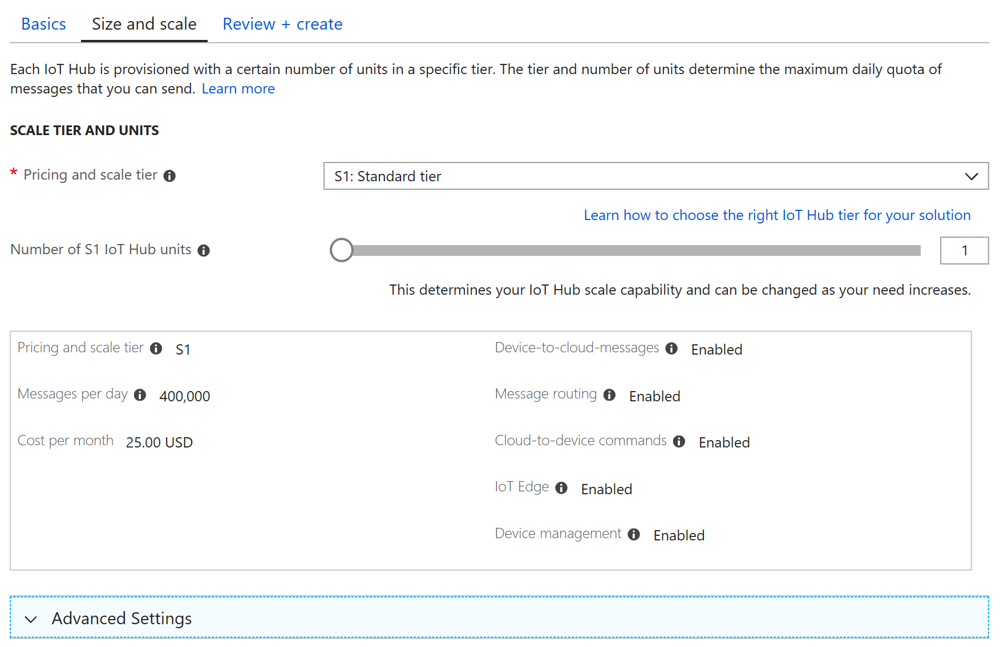 Basics Size and scale Review + create
Each IoT Hub is provisioned with a certain number of units in a specific tier. The tier and number of units determine the maximum daily quota of
messages that you can send. Learn more
SCALE TIER AND UNITS
* Pricing and scale tier S1: Standard tier
Learn how to choose the right IoT Hub tier for your solution
Number of S1 IoT Hub units 1
This determines your IoT Hub scale capability and can be changed as your need increases.
Pricing and scale tier S1
Messages per day 400,000
Cost per month 25.00 USD
Device-to-cloud-messages Enabled
Message routing Enabled
Cloud-to-device commands Enabled
IoT Edge Enabled
Device management Enabled
Advanced Settings